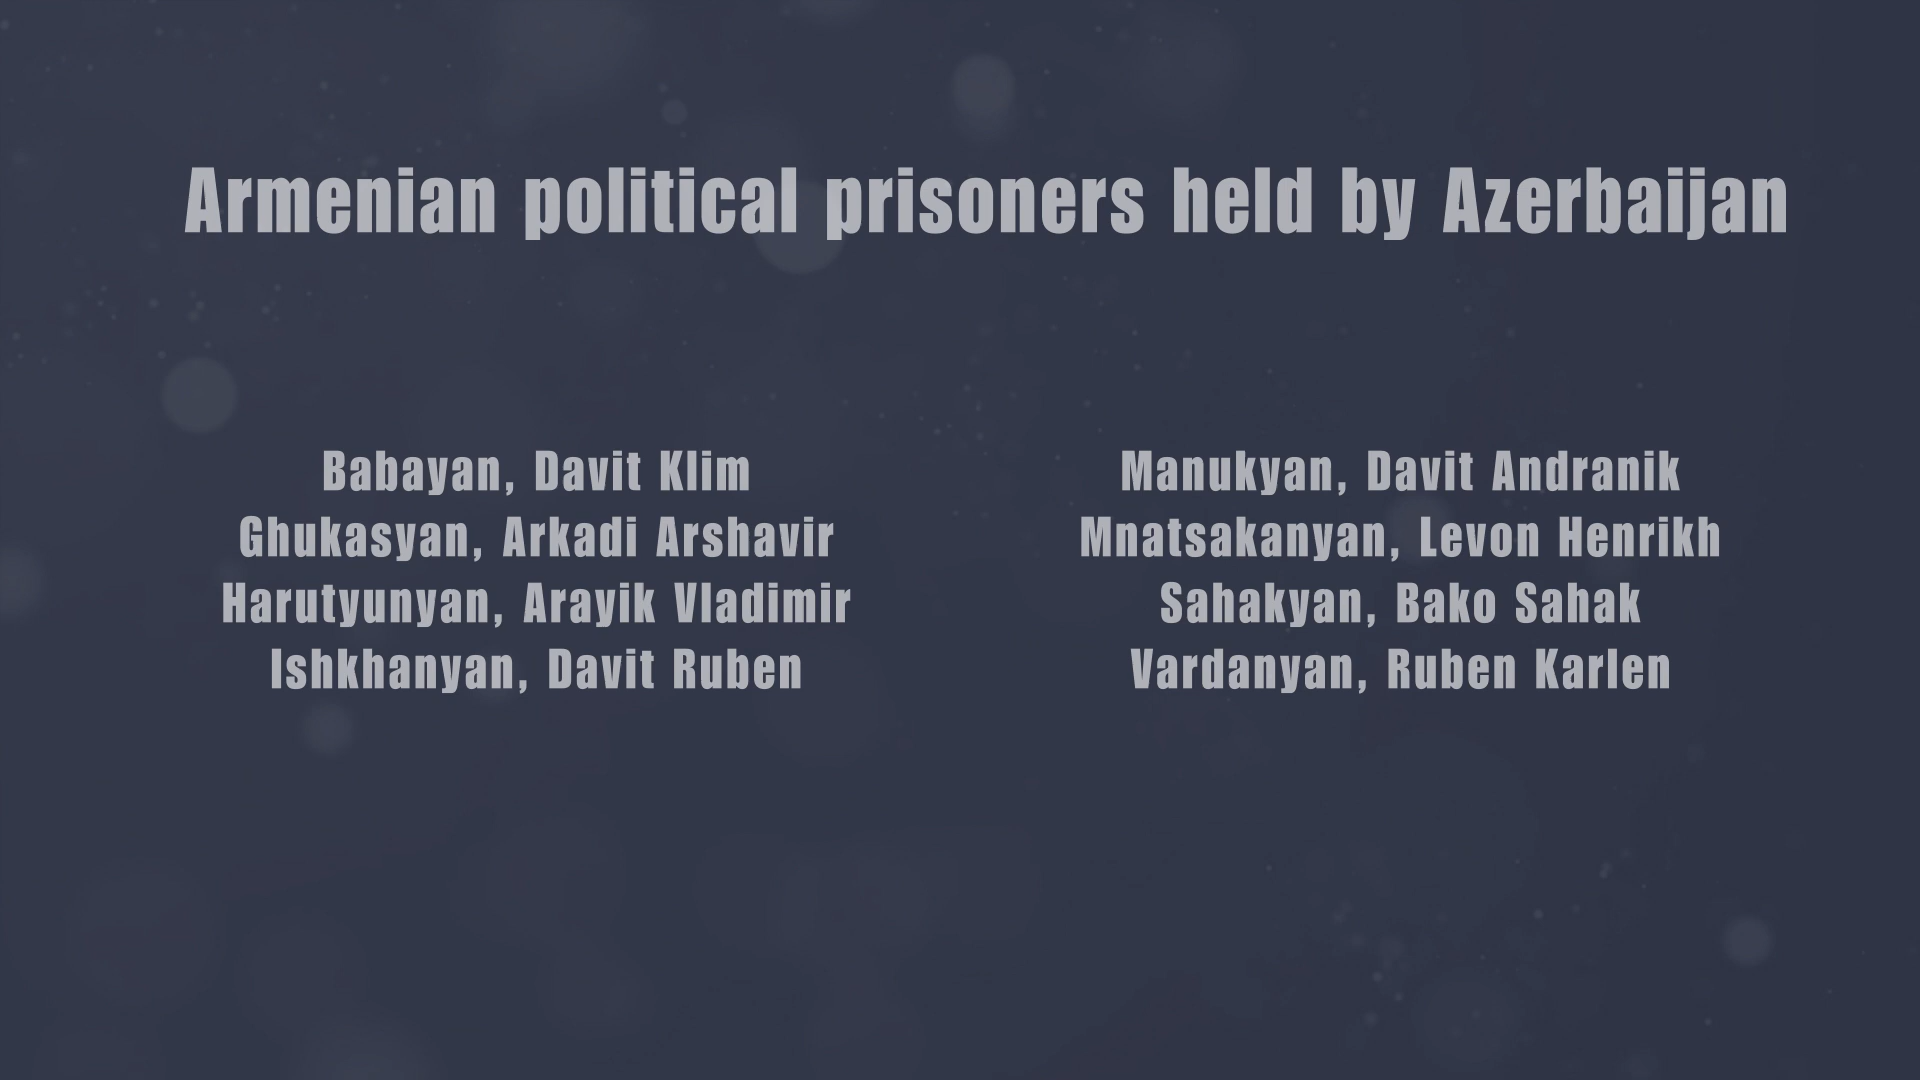 Armenian political prisoners held by Azerbaijan
Babayan, Davit Klim
Ghukasyan, Arkadi Arshavir
Harutyunyan, Arayik Vladimir
Ishkhanyan, Davit Ruben
Manukyan, Davit Andranik
Mnatsakanyan, Levon Henrikh
Sahakyan, Bako Sahak
Vardanyan, Ruben Karlen